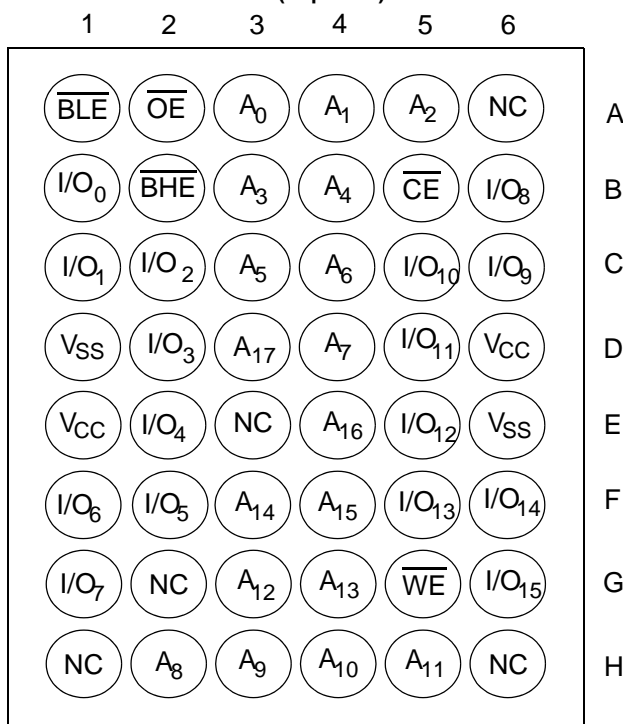 1 2 3 4 5 6
BLE OE A0 A1 A2 NC A
I/O0 BHE A3 A4 CE I/O8 B
I/O1 I/O2 A5 A6 I/O10 I/O9 C
VSS I/O3 A17 A7 I/O11 VCC D
VCC I/O4 NC A16 I/O12 VSS E
I/O6 I/O5 A14 A15 I/O13 I/O14 F
I/O7 NC A12 A13 WE I/O15 G
NC A8 A9 A10 A11 NC H